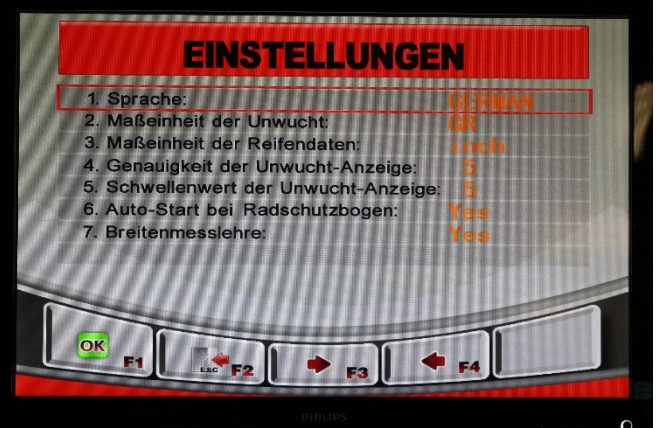 EINSTELLUNGEN
1. Sprache: GERMAN
2. Maßeinheit der Unwucht: GR
3. Maßeinheit der Reifendaten: inch
4. Genauigkeit der Unwucht-Anzeige: 5
5. Schwellenwert der Unwucht-Anzeige: 5
6. Auto-Start bei Radschutzbogen: Yes
7. Breitenmesslehre: Yes
OK F1 ESC F2 F3 F4
PHILIPS